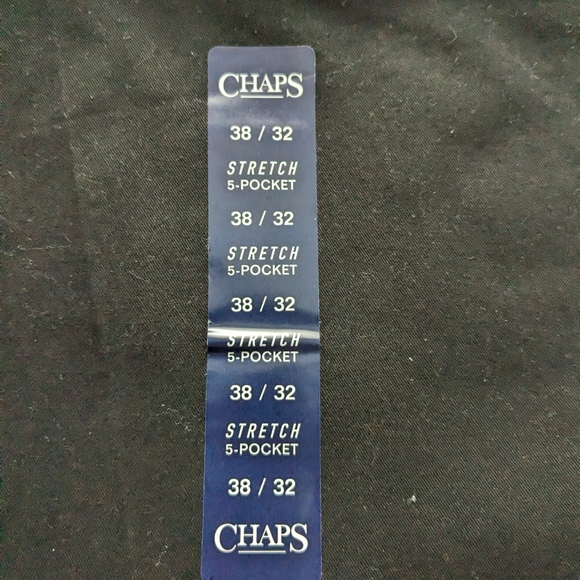 CHAPS
38 / 32
STRETCH
5-POCKET
38 / 32
STRETCH
5-POCKET
38 / 32
STRETCH
5-POCKET
38 / 32
STRETCH
5-POCKET
38 / 32
CHAPS